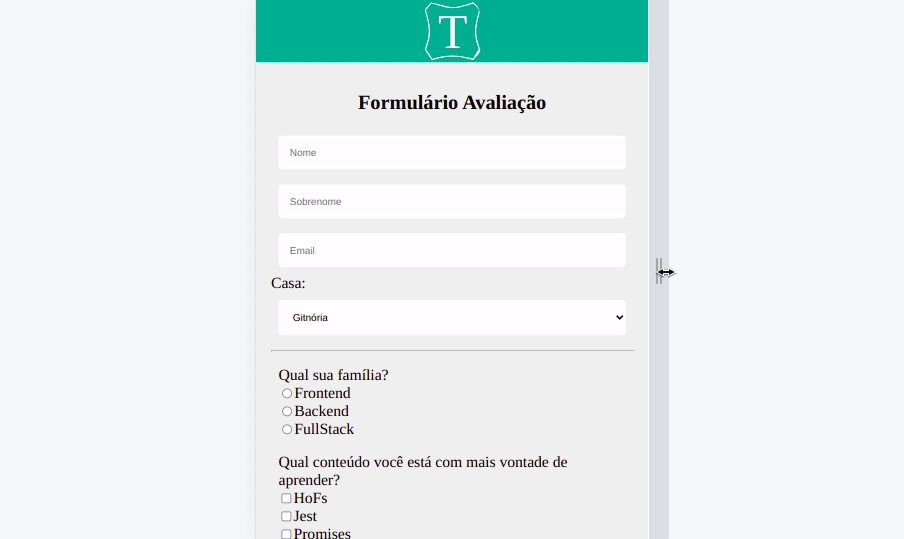 T
Formulário Avaliação
Nome
Sobrenome
Email
Casa:
Gitnória
Qual sua família?
Frontend
Backend
FullStack
Qual conteúdo você está com mais vontade de
aprender?
HoFs
Jest
Promises